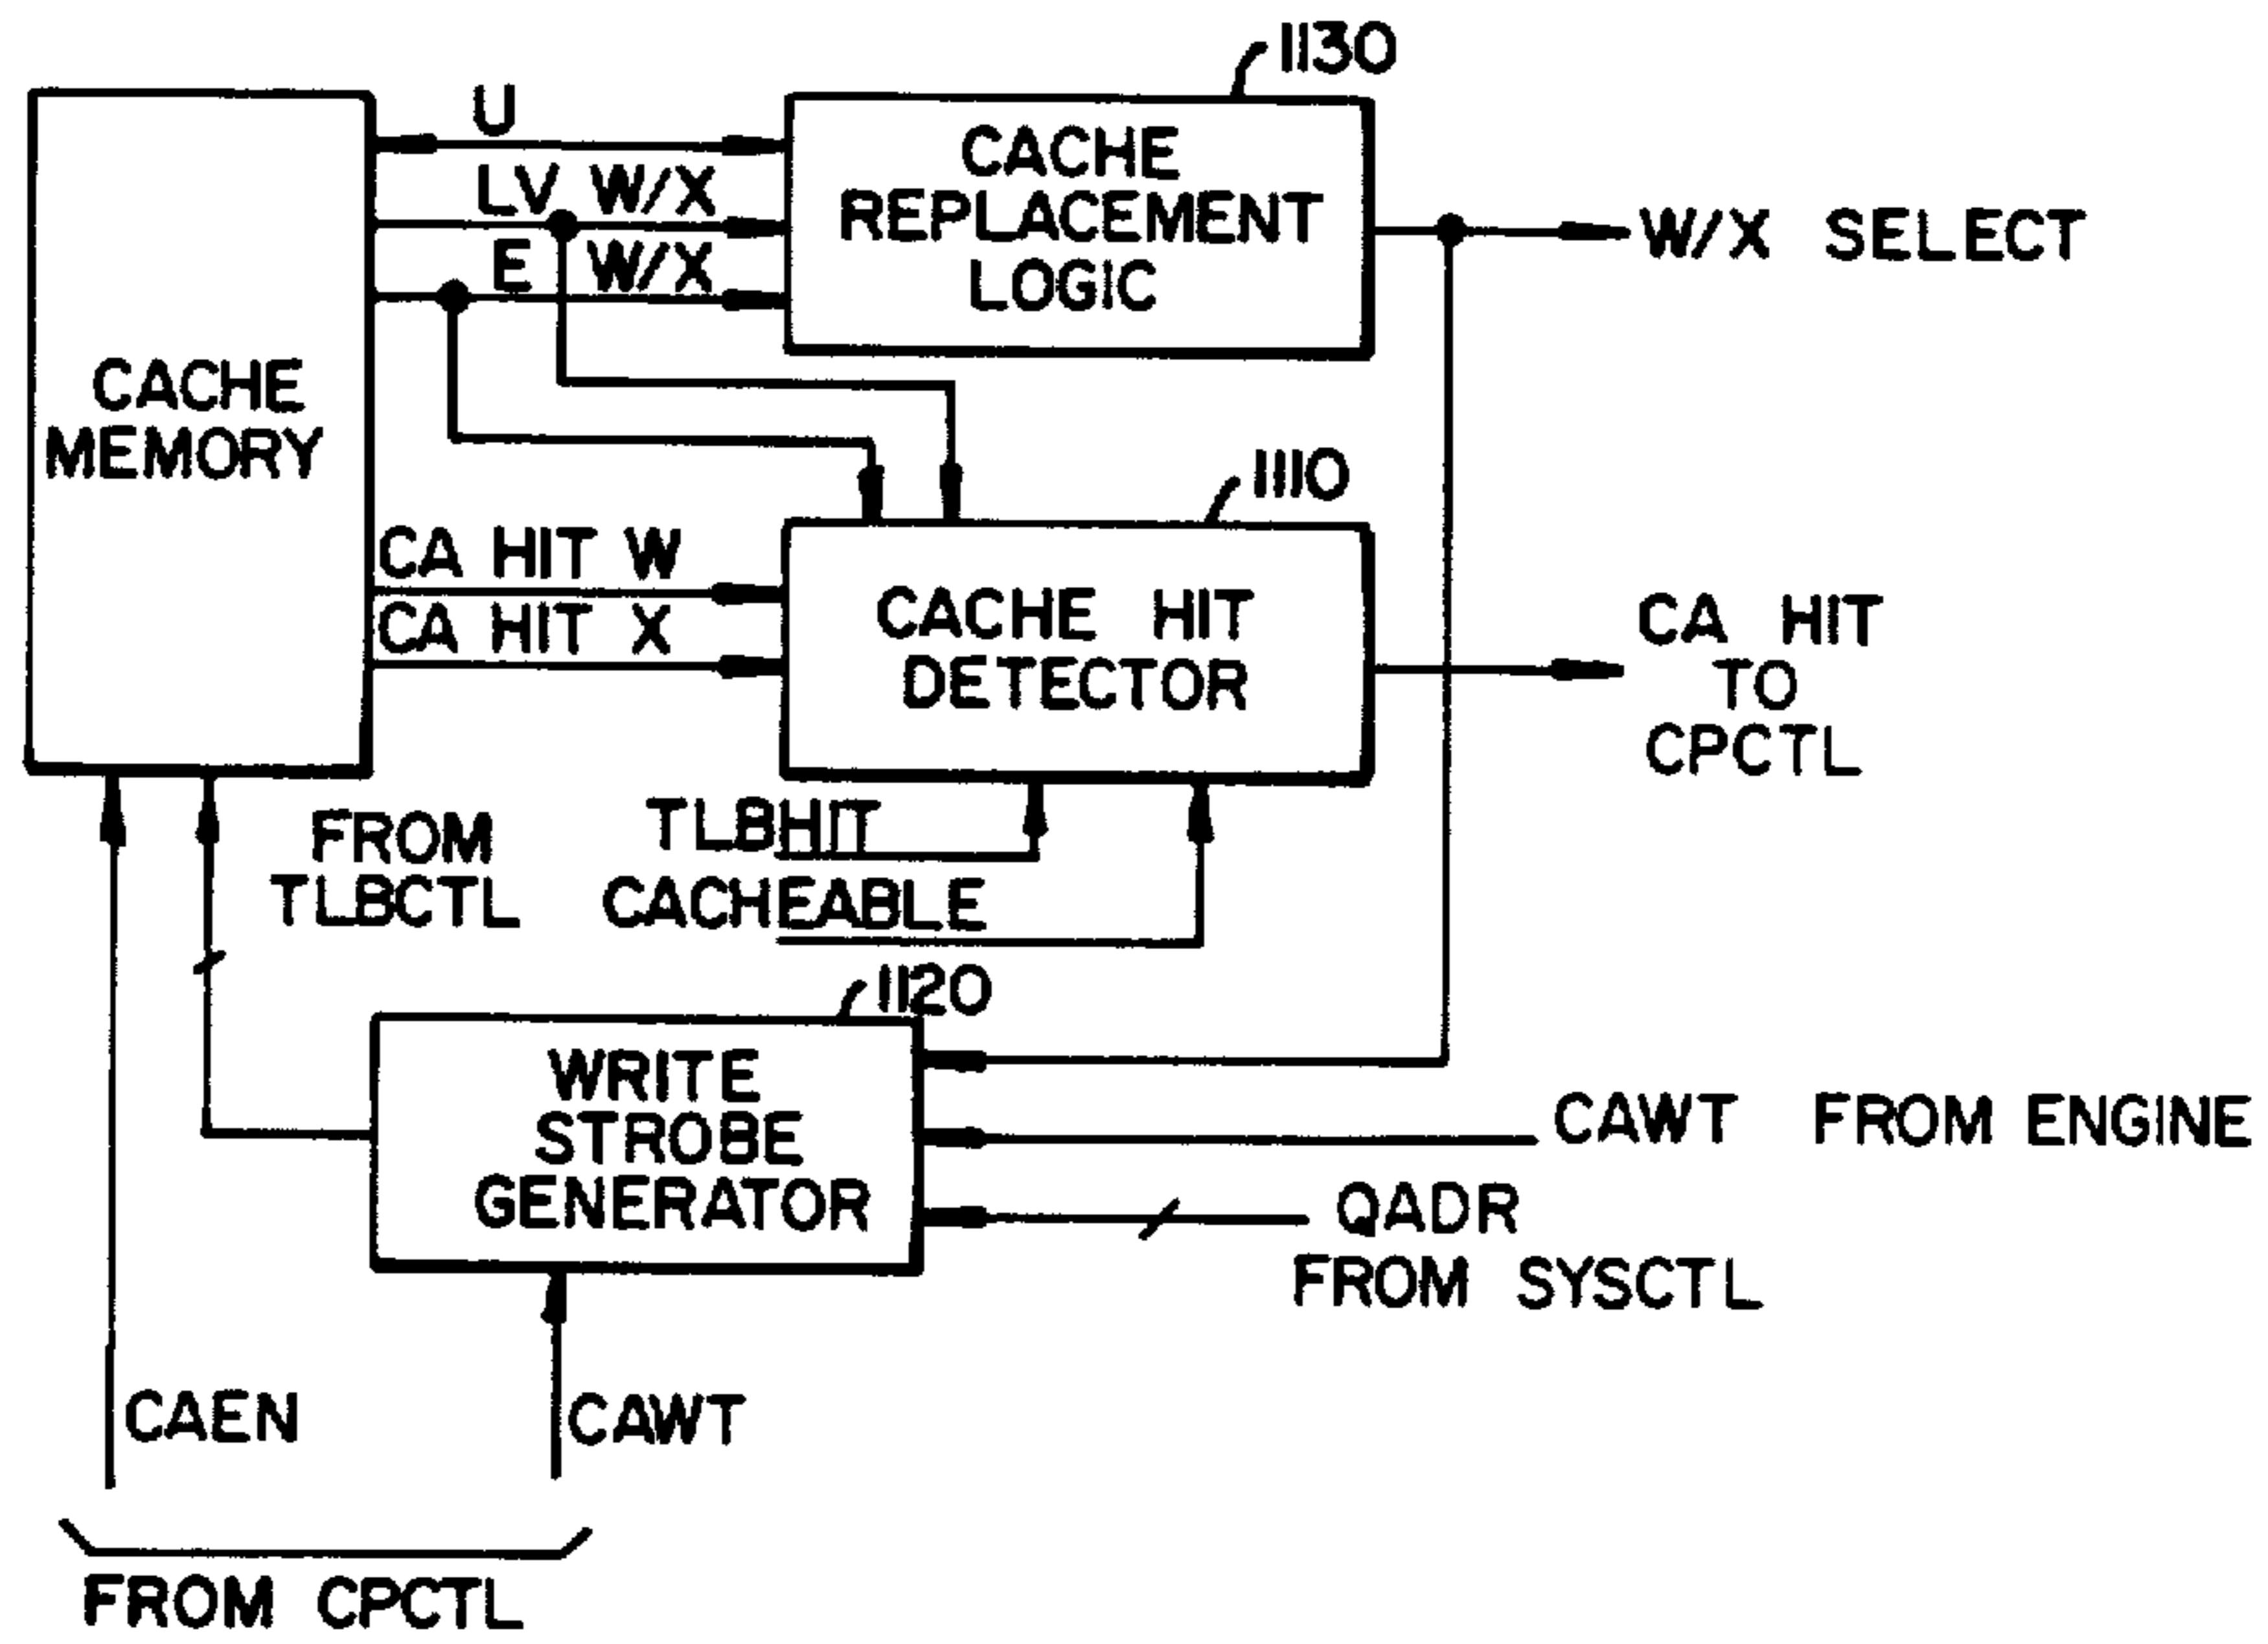 1130
U
LV W/X
E W/X
CACHE
REPLACEMENT
LOGIC
W/X SELECT
CACHE
MEMORY
1110
CA HIT W
CA HIT X
CACHE HIT
DETECTOR
CA HIT
TO
CPCTL
FROM
TLBCTL
TLBHIT
CACHEABLE
1120
WRITE
STROBE
GENERATOR
CAWT FROM ENGINE
QADR
FROM SYSCTL
CAEN
CAWT
FROM CPCTL